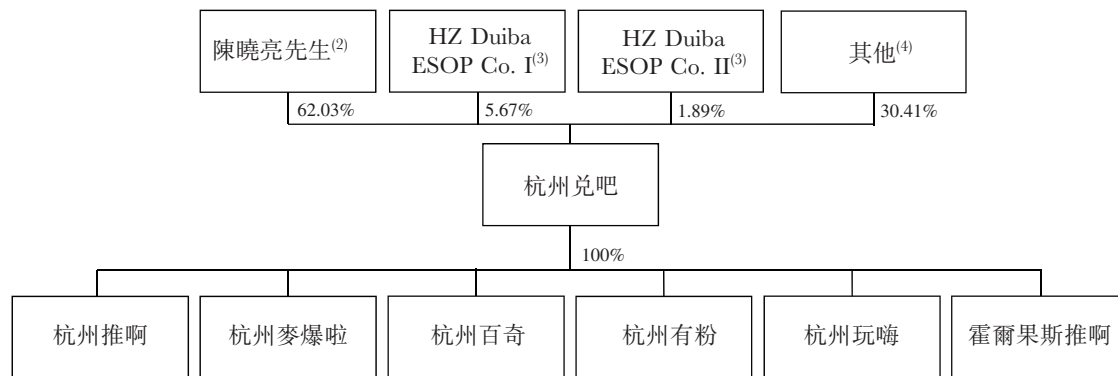 陳曉亮先生(2)
HZ Duiba
ESOP Co. I(3)
HZ Duiba
ESOP Co. II(3)
其他(4)
62.03%
5.67%
1.89%
30.41%
杭州兑吧
100%
杭州推啊
杭州麥爆啦
杭州百奇
杭州有粉
杭州玩嗨
霍爾果斯推啊